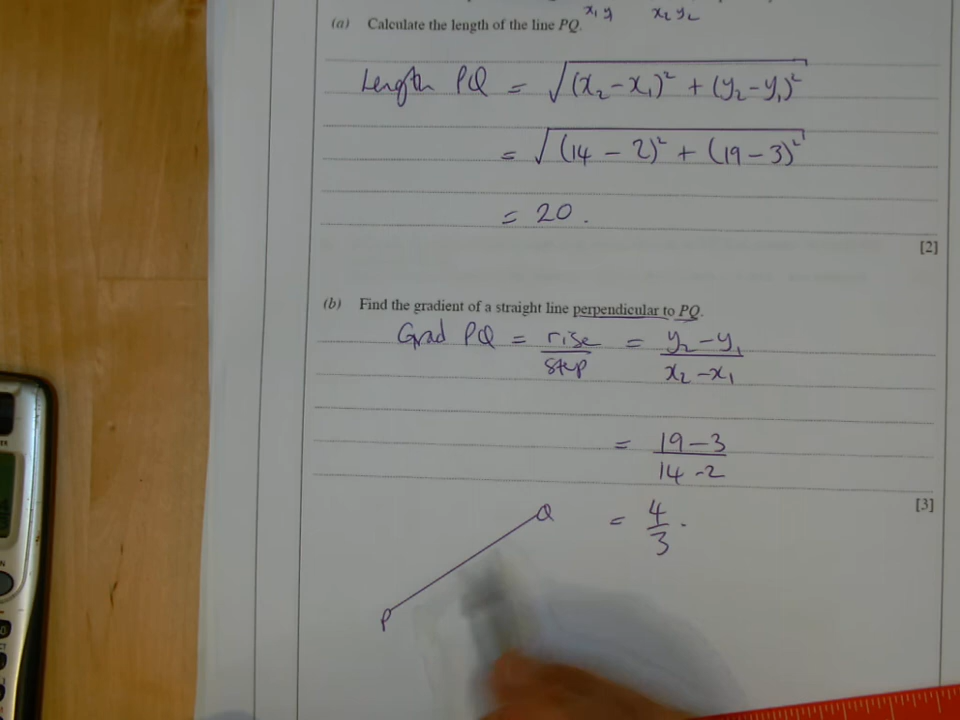 x₁ y₁ x₂ y₂
(a) Calculate the length of the line PQ.
Length PQ = √(x₂-x₁)² + (y₂-y₁)²
= √(14 - 2)² + (19-3)²
= 20.
[2]
(b) Find the gradient of a straight line perpendicular to PQ.
Grad PQ = rise/step = y₂-y₁/x₂-x₁
= 19-3/14-2
[3]
= 4/3.
Q
P